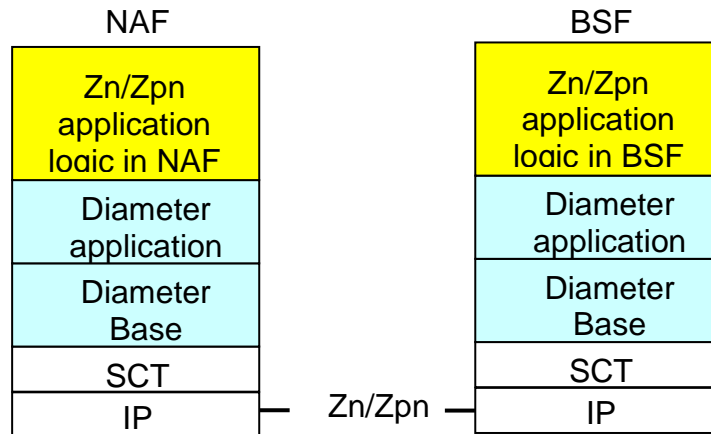 NAF
Zn/Zpn
application
logic in NAF
Diameter
application
Diameter
Base
SCT
IP
Zn/Zpn
BSF
Zn/Zpn
application
logic in BSF
Diameter
application
Diameter
Base
SCT
IP